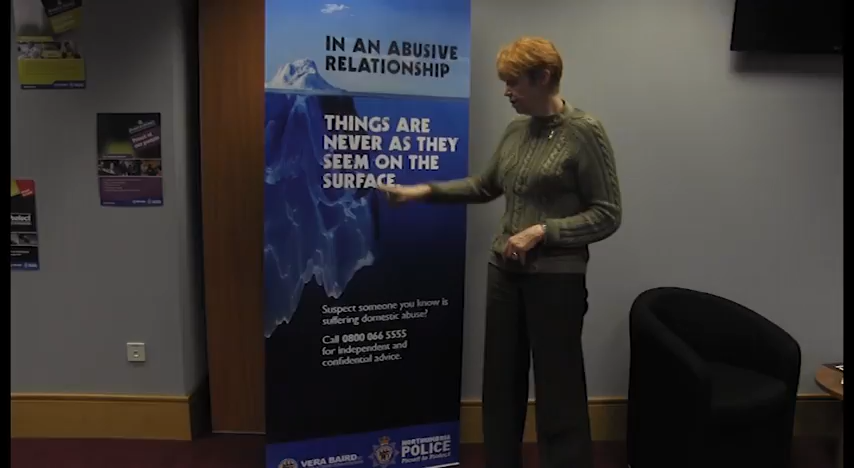 IN AN ABUSIVE
RELATIONSHIP
THINGS ARE
NEVER AS THEY
SEEM ON THE
SURFACE.
Suspect someone you know is
suffering domestic abuse?
Call 0800 066 5555
for independent and
confidential advice.
VERA BAIRD
NORTHUMBRIA
POLICE